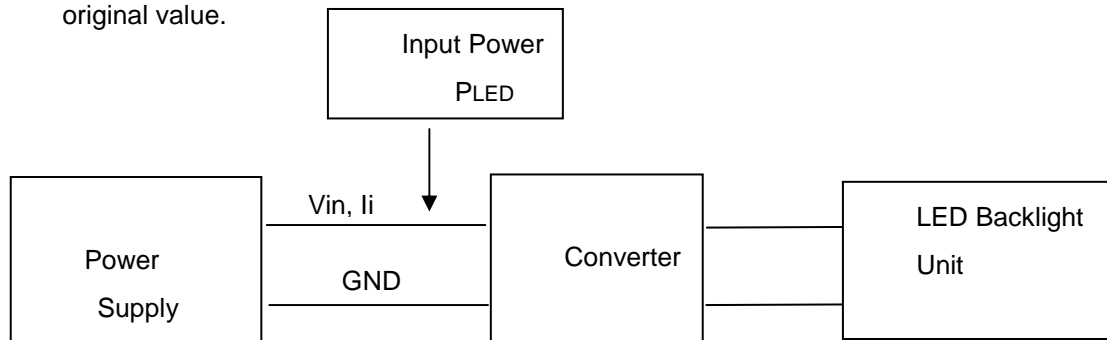 original value.
Input Power
PLED
Vin, Ii
GND
Power
Supply
Converter
LED Backlight
Unit